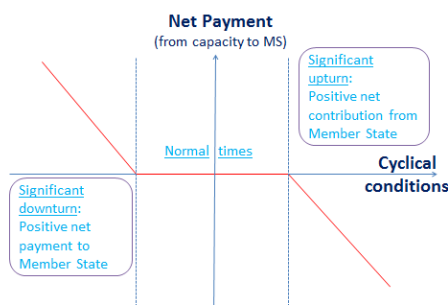 Net Payment
(from capacity to MS)
Significant
upturn:
Positive net
contribution from
Member State
Normal times
Cyclical
conditions
Significant
downturn:
Positive net
payment to
Member State